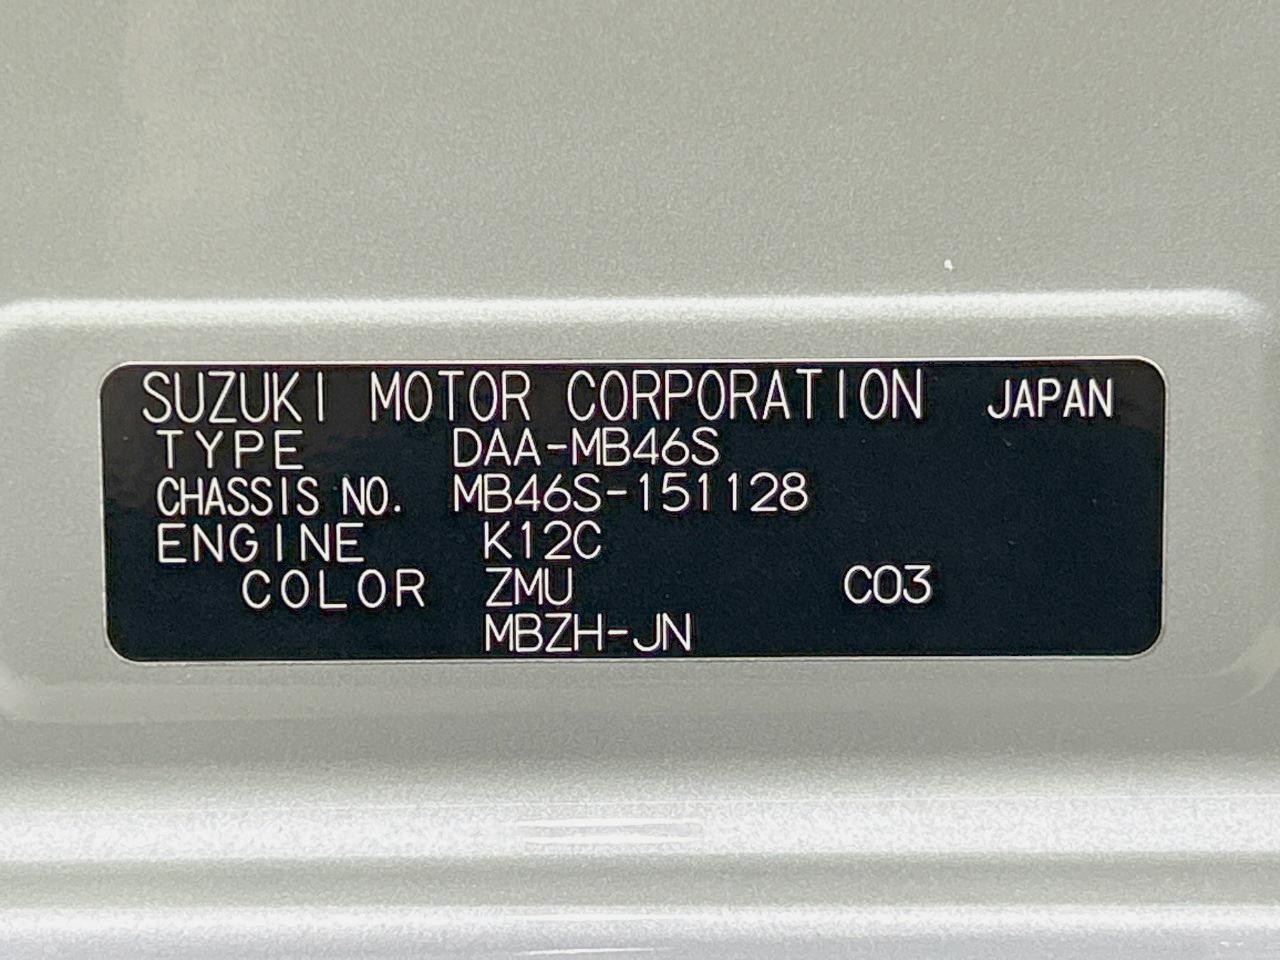 SUZUKI MOTOR CORPORATION JAPAN
TYPE DAA-MB46S
CHASSIS NO. MB46S-151128
ENGINE K12C
COLOR ZMU C03
MBZH-JN